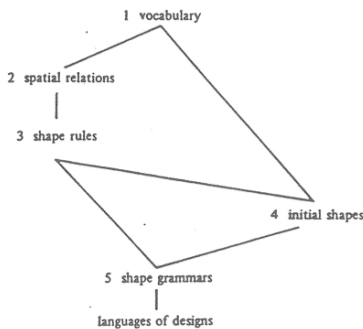 1 vocabulary
2 spatial relations
3 shape rules
4 initial shapes
5 shape grammars
languages of designs